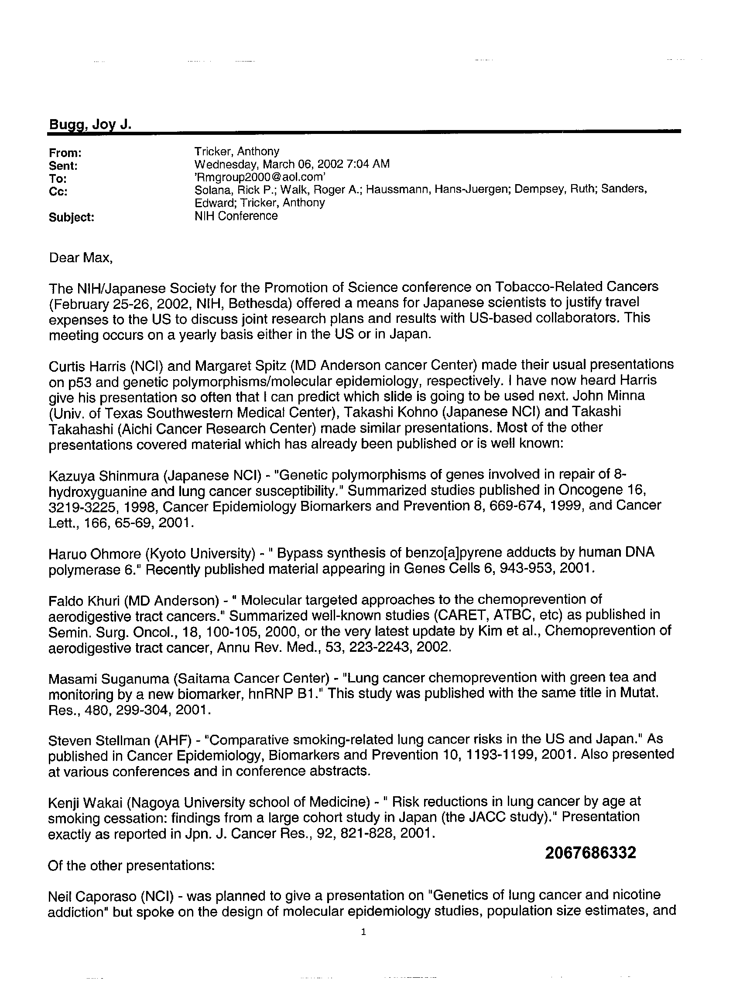 Bugg, Joy J.
From: Tricker, Anthony
Sent: Wednesday, March 06, 2002 7:04 AM
To: 'Rmgroup2000@aol.com'
Cc: Solana, Rick P.; Walk, Roger A.; Haussmann, Hans-Juergen; Dempsey, Ruth; Sanders,
Edward; Tricker, Anthony
Subject: NIH Conference
Dear Max,
The NIH/Japanese Society for the Promotion of Science conference on Tobacco-Related Cancers
(February 25-26, 2002, NIH, Bethesda) offered a means for Japanese scientists to justify travel
expenses to the US to discuss joint research plans and results with US-based collaborators. This
meeting occurs on a yearly basis either in the US or in Japan.
Curtis Harris (NCI) and Margaret Spitz (MD Anderson cancer Center) made their usual presentations
on p53 and genetic polymorphisms/molecular epidemiology, respectively. I have now heard Harris
give his presentation so often that I can predict which slide is going to be used next. John Minna
(Univ. of Texas Southwestern Medical Center), Takashi Kohno (Japanese NCI) and Takashi
Takahashi (Aichi Cancer Research Center) made similar presentations. Most of the other
presentations covered material which has already been published or is well known:
Kazuya Shinmura (Japanese NCI) - "Genetic polymorphisms of genes involved in repair of 8-
hydroxyguanine and lung cancer susceptibility." Summarized studies published in Oncogene 16,
3219-3225, 1998, Cancer Epidemiology Biomarkers and Prevention 8, 669-674, 1999, and Cancer
Lett., 166, 65-69, 2001.
Haruo Ohmore (Kyoto University) - " Bypass synthesis of benzo[a]pyrene adducts by human DNA
polymerase 6." Recently published material appearing in Genes Cells 6, 943-953, 2001.
Faldo Khuri (MD Anderson) - " Molecular targeted approaches to the chemoprevention of
aerodigestive tract cancers." Summarized well-known studies (CARET, ATBC, etc) as published in
Semin. Surg. Oncol., 18, 100-105, 2000, or the very latest update by Kim et al., Chemoprevention of
aerodigestive tract cancer, Annu Rev. Med., 53, 223-2243, 2002.
Masami Suganuma (Saitama Cancer Center) - "Lung cancer chemoprevention with green tea and
monitoring by a new biomarker, hnRNP B1." This study was published with the same title in Mutat.
Res., 480, 299-304, 2001.
Steven Stellman (AHF) - "Comparative smoking-related lung cancer risks in the US and Japan." As
published in Cancer Epidemiology, Biomarkers and Prevention 10, 1193-1199, 2001. Also presented
at various conferences and in conference abstracts.
Kenji Wakai (Nagoya University school of Medicine) - " Risk reductions in lung cancer by age at
smoking cessation: findings from a large cohort study in Japan (the JACC study)." Presentation
exactly as reported in Jpn. J. Cancer Res., 92, 821-828, 2001.
2067686332
Of the other presentations:
Neil Caporaso (NCI) - was planned to give a presentation on "Genetics of lung cancer and nicotine
addiction" but spoke on the design of molecular epidemiology studies, population size estimates, and
1